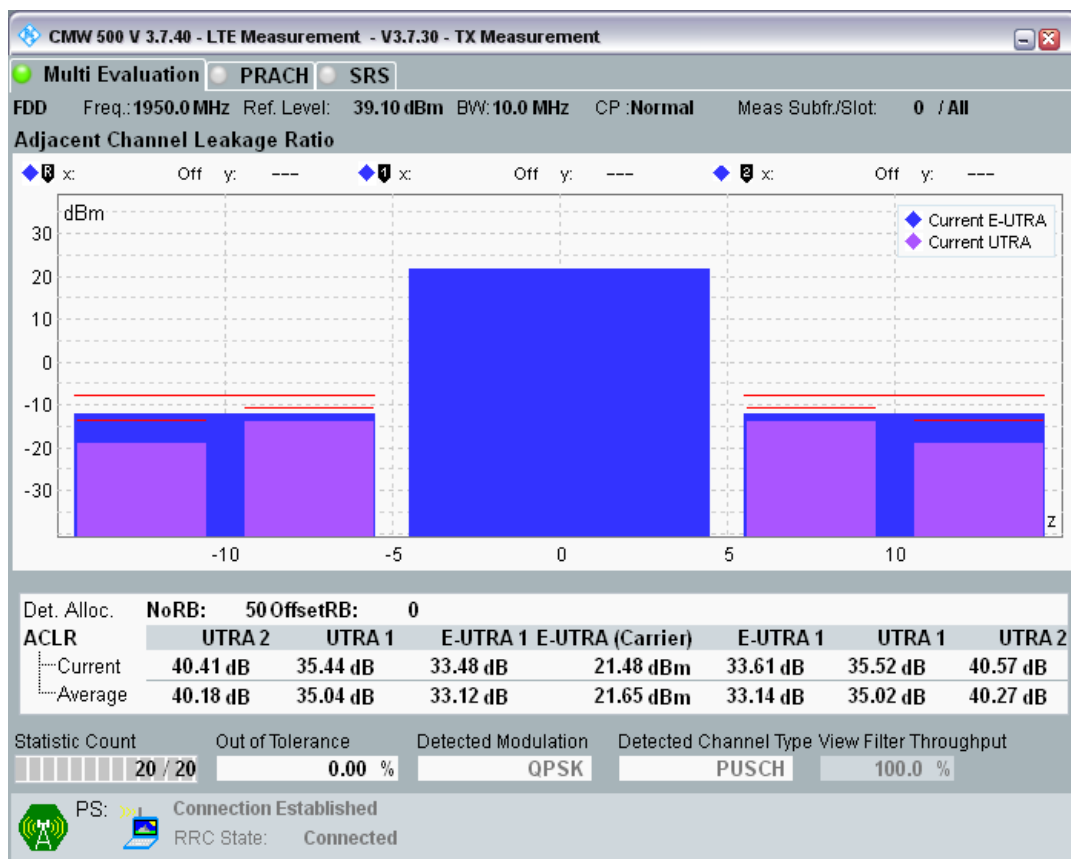 CMW 500 V 3.7.40 - LTE Measurement - V3.7.30 - TX Measurement
Multi Evaluation PRACH SRS
FDD Freq.: 1950.0 MHz Ref. Level: 39.10 dBm BW: 10.0 MHz CP :Normal Meas Subfr./Slot: 0 / All
Adjacent Channel Leakage Ratio
R x: Off y: --- 1 x: Off y: --- 2 x: Off y: ---
dBm
Current E-UTRA
Current UTRA
30
20
10
0
-10
-20
-30
z
-10 -5 0 5 10
Det. Alloc. NoRB: 50 OffsetRB: 0
ACLR UTRA 2 UTRA 1 E-UTRA 1 E-UTRA (Carrier) E-UTRA 1 UTRA 1 UTRA 2
Current 40.41 dB 35.44 dB 33.48 dB 21.48 dBm 33.61 dB 35.52 dB 40.57 dB
Average 40.18 dB 35.04 dB 33.12 dB 21.65 dBm 33.14 dB 35.02 dB 40.27 dB
Statistic Count Out of Tolerance Detected Modulation Detected Channel Type View Filter Throughput
20 / 20 0.00 % QPSK PUSCH 100.0 %
PS: Connection Established
RRC State: Connected